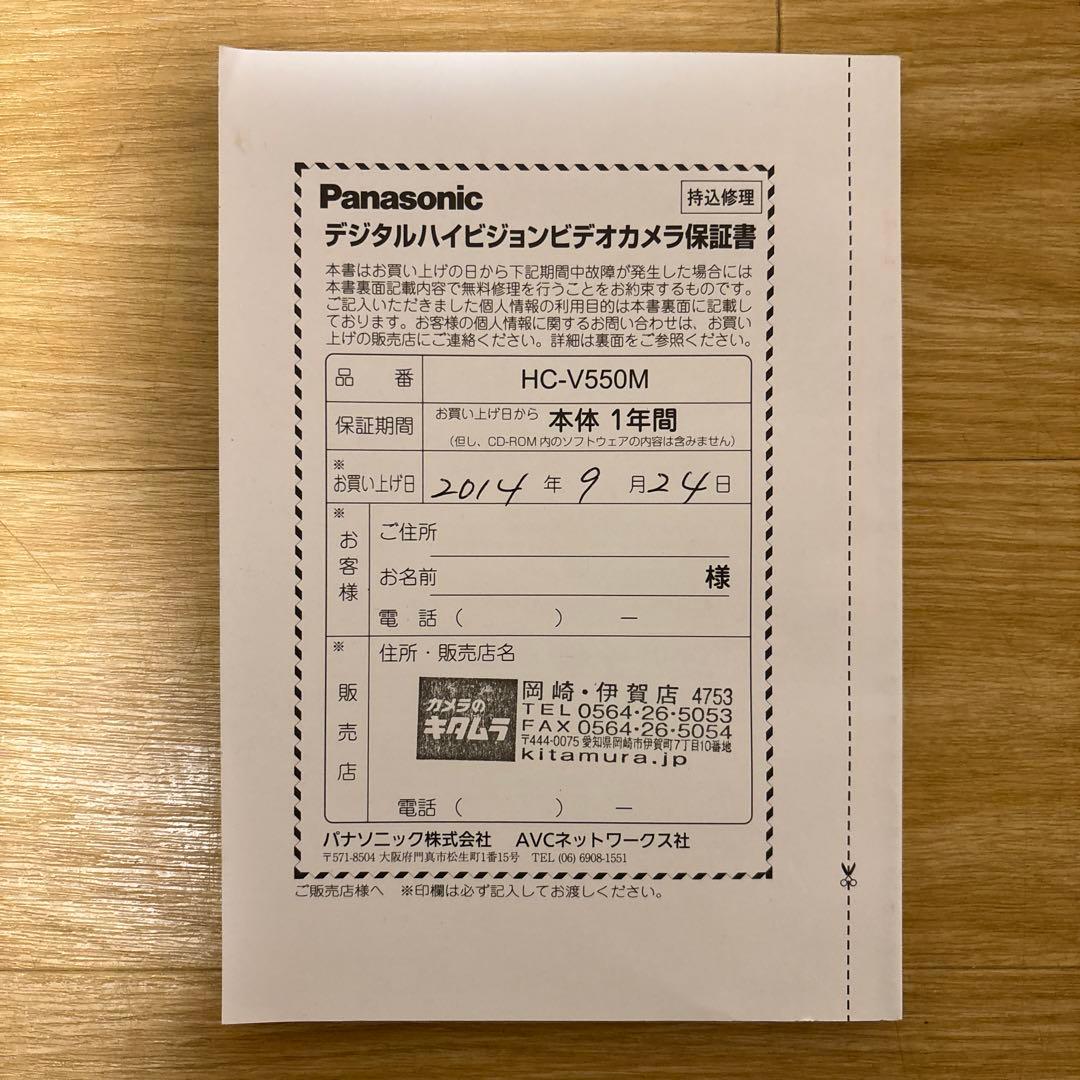 Panasonic
持込修理
デジタルハイビジョンビデオカメラ保証書
本書はお買い上げの日から下記期間中故障が発生した場合には
本書裏面記載内容で無料修理を行うことをお約束するものです。
ご記入いただきました個人情報の利用目的は本書裏面に記載し
ております。お客様の個人情報に関するお問い合わせは、お買い
上げの販売店にご連絡ください。詳細は裏面をご参照ください。
品 番 HC-V550M
保証期間 お買い上げ日から 本体 1年間
（但し、CD-ROM 内のソフトウェアの内容は含みません）
※
お買い上げ日 2014 年 9 月 24 日
※
お客様
ご住所
お名前 様
電 話 （ ） ー
※
販売店
住所・販売店名
カメラの
キタムラ
岡崎・伊賀店 4753
TEL 0564・26・5053
FAX 0564・26・5054
〒444-0075 愛知県岡崎市伊賀町7丁目10番地
kitamura.jp
電話 （ ） ー
パナソニック株式会社 AVCネットワークス社
〒571-8504 大阪府門真市松生町1番15号 TEL (06) 6908-1551
ご販売店様へ ※印欄は必ず記入してお渡しください。